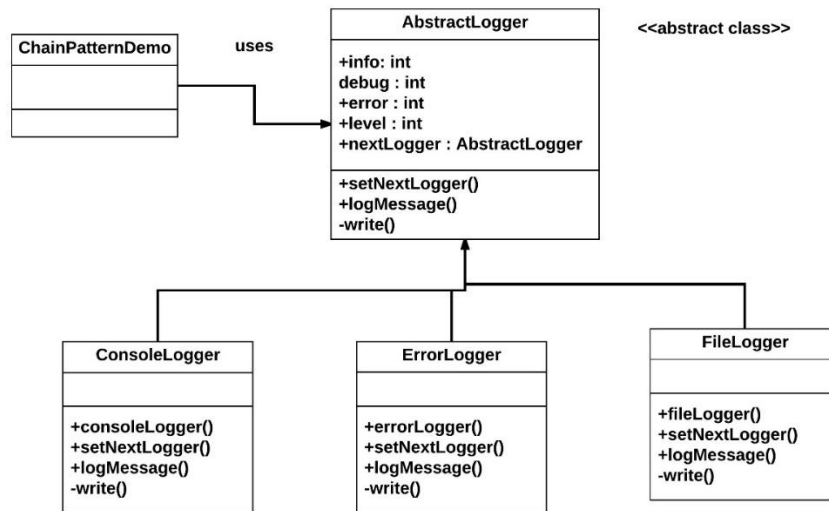 ChainPatternDemo
uses
AbstractLogger
<<abstract class>>
+info: int
debug : int
+error : int
+level : int
+nextLogger : AbstractLogger
+setNextLogger()
+logMessage()
-write()
ConsoleLogger
+consoleLogger()
+setNextLogger()
+logMessage()
-write()
ErrorLogger
+errorLogger()
+setNextLogger()
+logMessage()
-write()
FileLogger
+fileLogger()
+setNextLogger()
+logMessage()
-write()